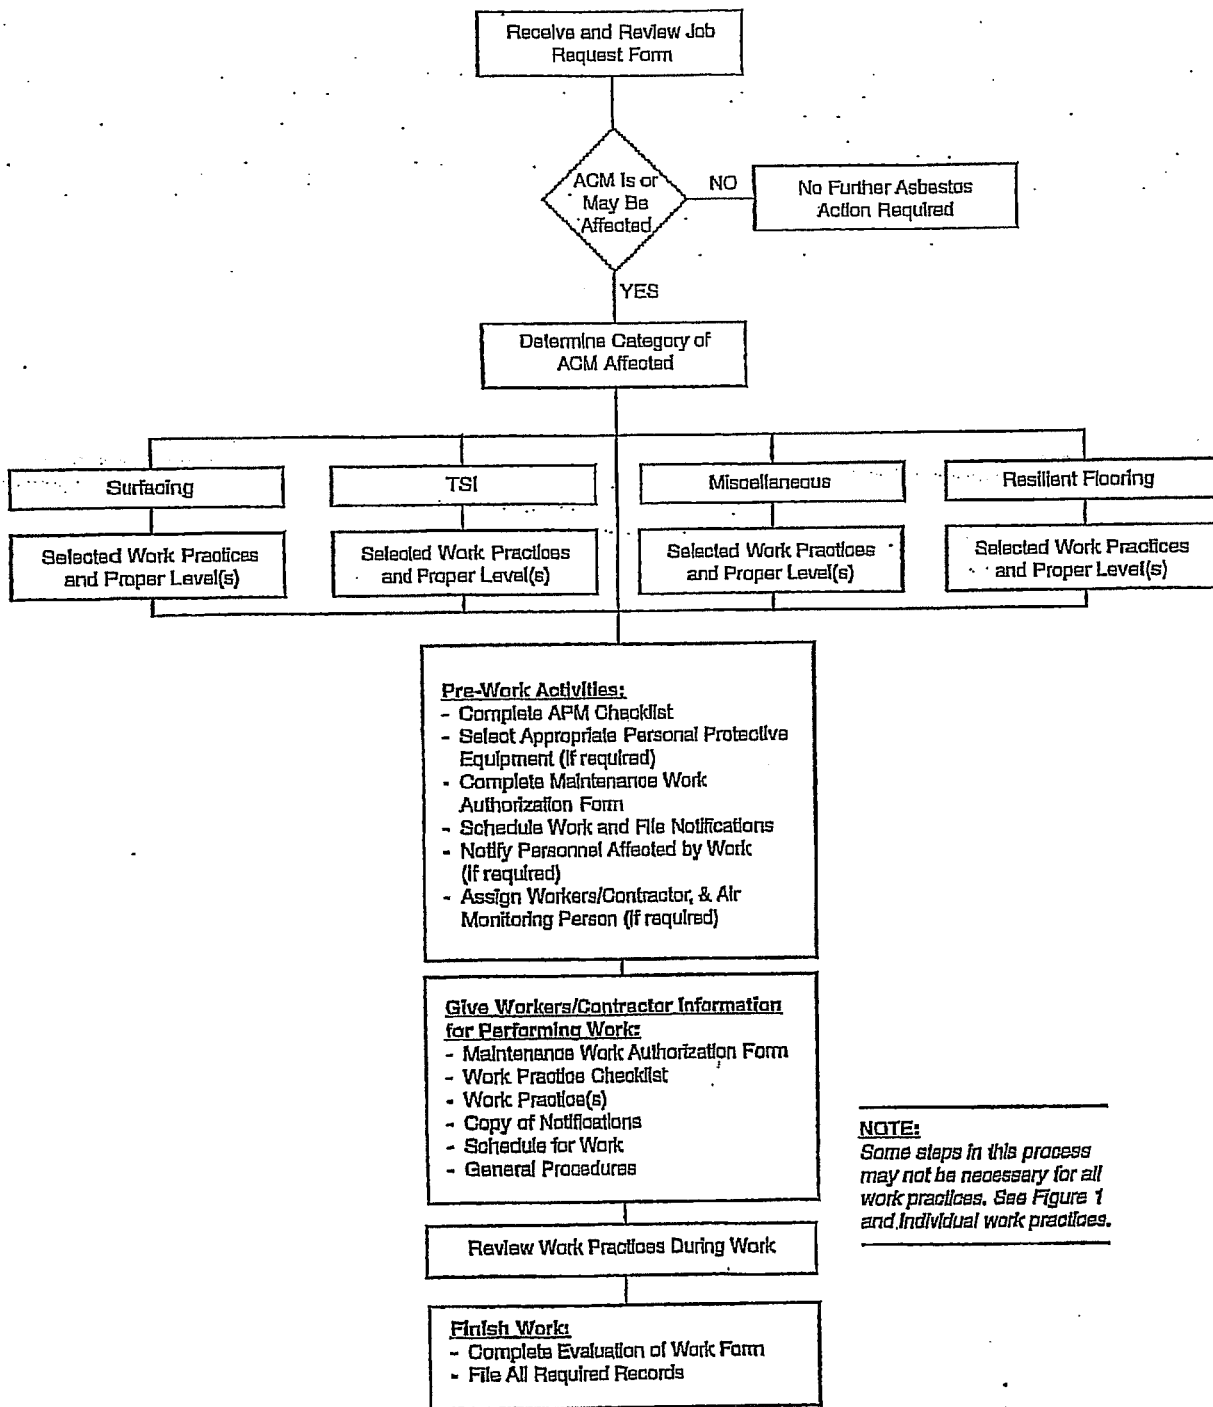 Receive and Review Job
Request Form
ACM Is or
May Be
Affected
NO
No Further Asbestos
Action Required
YES
Determine Category of
ACM Affected
Surfacing
TSI
Miscellaneous
Resilient Flooring
Selected Work Practices
and Proper Level(s)
Selected Work Practices
and Proper Level(s)
Selected Work Practices
and Proper Level(s)
Selected Work Practices
and Proper Level(s)
Pre-Work Activities:
- Complete APM Checklist
- Select Appropriate Personal Protective
Equipment (if required)
- Complete Maintenance Work
Authorization Form
- Schedule Work and File Notifications
- Notify Personnel Affected by Work
(if required)
- Assign Workers/Contractor, & Air
Monitoring Person (if required)
Give Workers/Contractor Information
for Performing Work:
- Maintenance Work Authorization Form
- Work Practice Checklist
- Work Practice(s)
- Copy of Notifications
- Schedule for Work
- General Procedures
NOTE:
Some steps in this process
may not be necessary for all
work practices. See Figure 1
and individual work practices.
Review Work Practices During Work
Finish Work:
- Complete Evaluation of Work Form
- File All Required Records